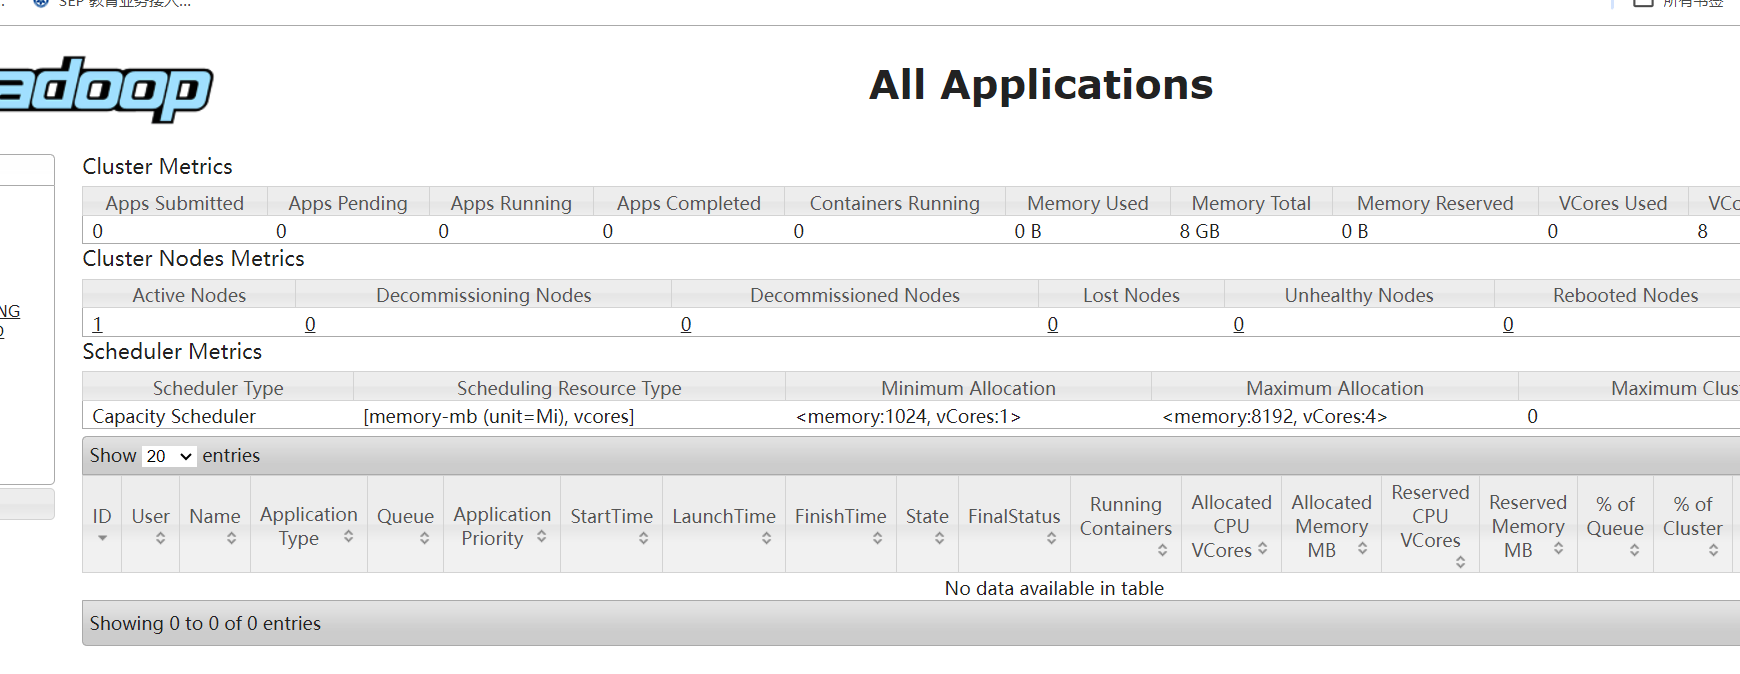 SEP 教育业务接入...
所有书签
adoop
All Applications
Cluster Metrics
Apps Submitted Apps Pending Apps Running Apps Completed Containers Running Memory Used Memory Total Memory Reserved VCores Used VCo
0 0 0 0 0 0 B 8 GB 0 B 0 8
Cluster Nodes Metrics
Active Nodes Decommissioning Nodes Decommissioned Nodes Lost Nodes Unhealthy Nodes Rebooted Nodes
NG
1 0 0 0 0 0
Scheduler Metrics
Scheduler Type Scheduling Resource Type Minimum Allocation Maximum Allocation Maximum Clus
Capacity Scheduler [memory-mb (unit=Mi), vcores] <memory:1024, vCores:1> <memory:8192, vCores:4> 0
Show 20 entries
ID User Name Application Type Queue Application Priority StartTime LaunchTime FinishTime State FinalStatus Running Containers Allocated CPU VCores Allocated Memory MB Reserved CPU VCores Reserved Memory MB % of Queue % of Cluster
No data available in table
Showing 0 to 0 of 0 entries